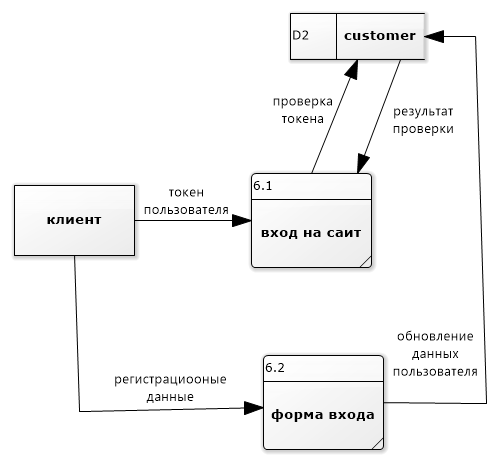 D2 customer
проверка
токена
результат
проверки
6.1
вход на саит
токен
пользователя
клиент
обновление
данных
пользователя
6.2
форма входа
регистрациооные
данные